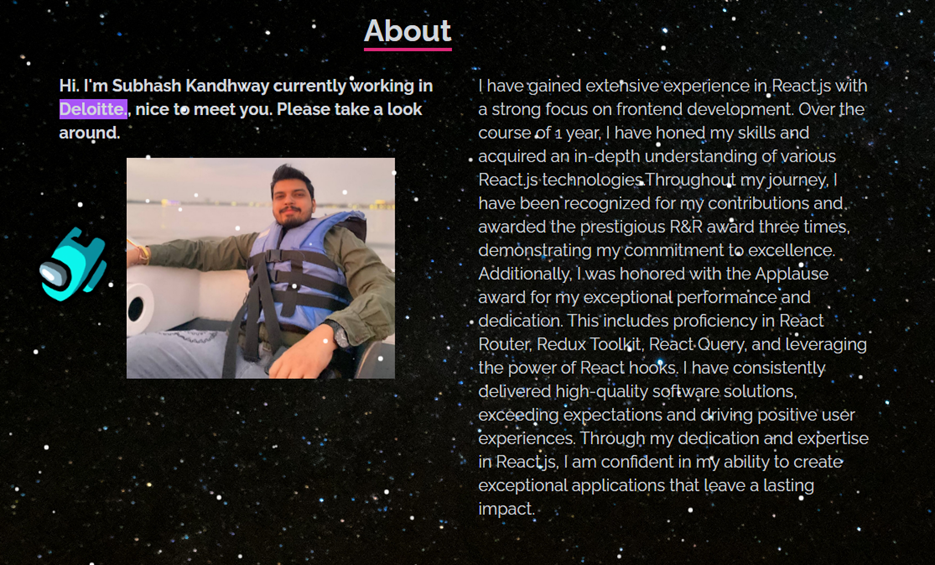 About
Hi. I'm Subhash Kandhway currently working in
Deloitte., nice to meet you. Please take a look
around.
I have gained extensive experience in React.js with
a strong focus on frontend development. Over the
course of 1 year, I have honed my skills and
acquired an in-depth understanding of various
React.js technologies.Throughout my journey, I
have been recognized for my contributions and,
awarded the prestigious R&R award three times,
demonstrating my commitment to excellence.
Additionally, I was honored with the Applause
award for my exceptional performance and
dedication. This includes proficiency in React
Router, Redux Toolkit, React Query, and leveraging
the power of React hooks. I have consistently
delivered high-quality software solutions,
exceeding expectations and driving positive user
experiences. Through my dedication and expertise
in React.js, I am confident in my ability to create
exceptional applications that leave a lasting
impact.